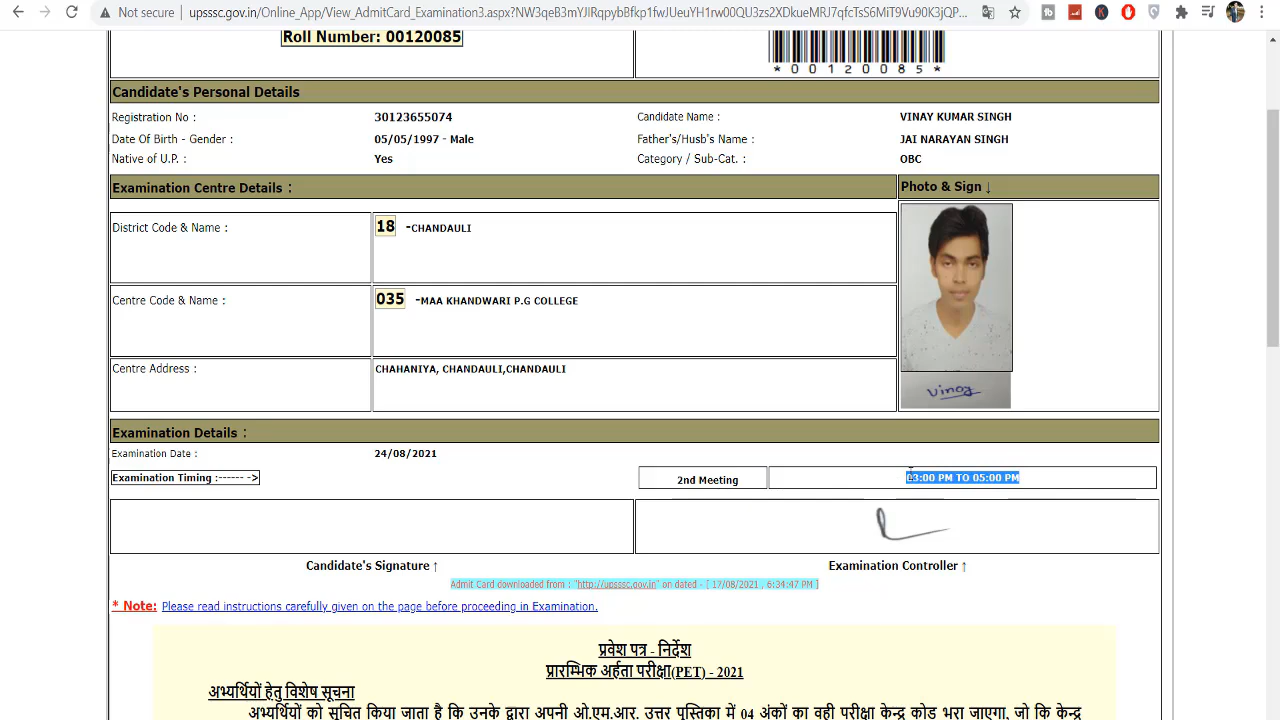 Not secure | upsssc.gov.in/Online_App/View_AdmitCard_Examination3.aspx?NW3qeB3mYJIRqpybBfkp1fwJUeuYH1rw00QU3zs2XDkueMRJ7qfcTsS6MiT9Vu90K3jQP...
Roll Number: 00120085
*00120085*
Candidate's Personal Details
Registration No : 30123655074 Candidate Name : VINAY KUMAR SINGH
Date Of Birth - Gender : 05/05/1997 - Male Father's/Husb's Name : JAI NARAYAN SINGH
Native of U.P. : Yes Category / Sub-Cat. : OBC
Examination Centre Details : Photo & Sign ↓
District Code & Name : 18 -CHANDAULI
Centre Code & Name : 035 -MAA KHANDWARI P.G COLLEGE
Centre Address : CHAHANIYA, CHANDAULI,CHANDAULI
Vinay
Examination Details :
Examination Date : 24/08/2021
Examination Timing :------ -> 2nd Meeting 03:00 PM TO 05:00 PM
Candidate's Signature ↑ Examination Controller ↑
Admit Card downloaded from : "http://upsssc.gov.in" on dated - [ 17/08/2021 , 6:34:47 PM ]
* Note: Please read instructions carefully given on the page before proceeding in Examination.
प्रवेश पत्र - निर्देश
प्रारम्भिक अर्हता परीक्षा(PET) - 2021
अभ्यर्थियों हेतु विशेष सूचना
अभ्यर्थियों को सूचित किया जाता है कि उनके द्वारा अपनी ओ.एम.आर. उत्तर पुस्तिका में 04 अंकों का वही परीक्षा केन्द्र कोड भरा जाएगा, जो कि केन्द्र